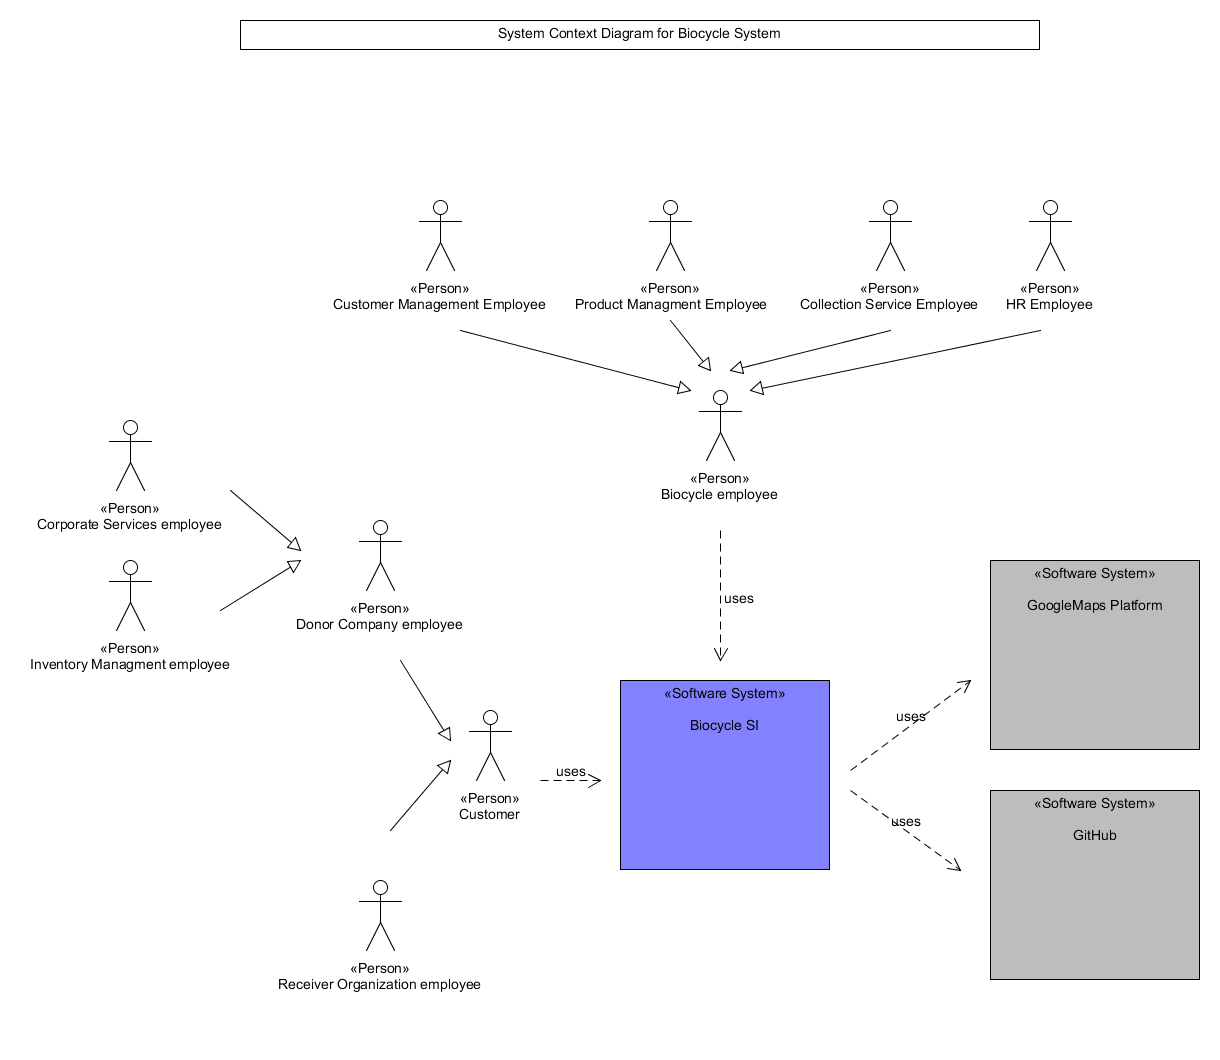 System Context Diagram for Biocycle System
«Person»
Customer Management Employee
«Person»
Product Managment Employee
«Person»
Collection Service Employee
«Person»
HR Employee
«Person»
Biocycle employee
«Person»
Corporate Services employee
«Person»
Inventory Managment employee
«Person»
Donor Company employee
uses
«Software System»
GoogleMaps Platform
«Software System»
Biocycle SI
uses
uses
«Person»
Customer
uses
«Software System»
GitHub
«Person»
Receiver Organization employee